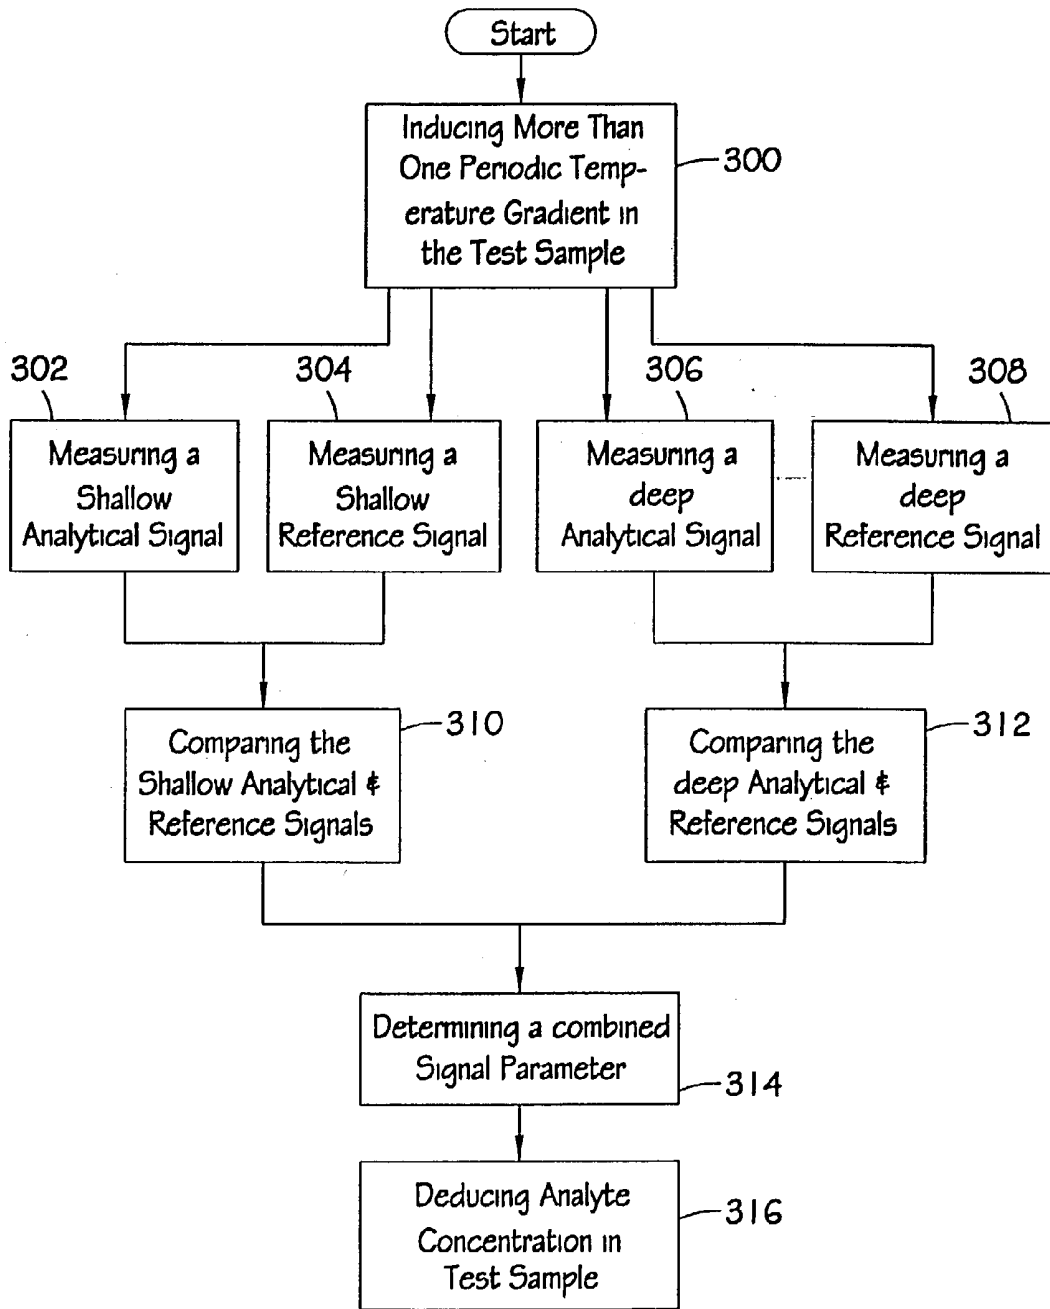 Start
Inducing More Than
One Periodic Temp-
erature Gradient in
the Test Sample
300
302
304
306
308
Measuring a
Shallow
Analytical Signal
Measuring a
Shallow
Reference Signal
Measuring a
deep
Analytical Signal
Measuring a
deep
Reference Signal
310
Comparing the
Shallow Analytical &
Reference Signals
312
Comparing the
deep Analytical &
Reference Signals
Determining a combined
Signal Parameter
314
Deducing Analyte
Concentration in
Test Sample
316